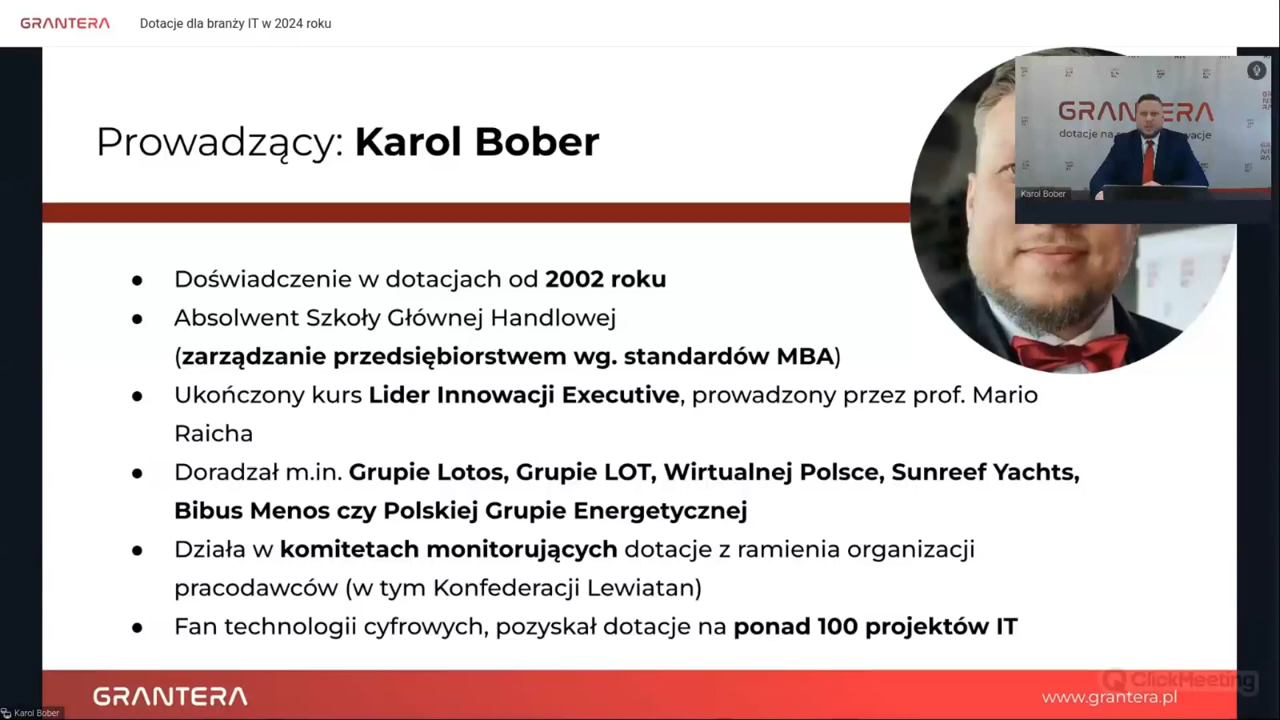 GRANTERA
Dotacje dla branży IT w 2024 roku
Prowadzący: Karol Bober
GRANTERA
Karol Bober
● Doświadczenie w dotacjach od 2002 roku
● Absolwent Szkoły Głównej Handlowej
(zarządzanie przedsiębiorstwem wg. standardów MBA)
● Ukończony kurs Lider Innowacji Executive, prowadzony przez prof. Mario
Raicha
● Doradzał m.in. Grupie Lotos, Grupie LOT, Wirtualnej Polsce, Sunreef Yachts,
Bibus Menos czy Polskiej Grupie Energetycznej
● Działa w komitetach monitorujących dotacje z ramienia organizacji
pracodawców (w tym Konfederacji Lewiatan)
● Fan technologii cyfrowych, pozyskał dotacje na ponad 100 projektów IT
GRANTERA
www.grantera.pl
ClickMeeting
Karol Bober